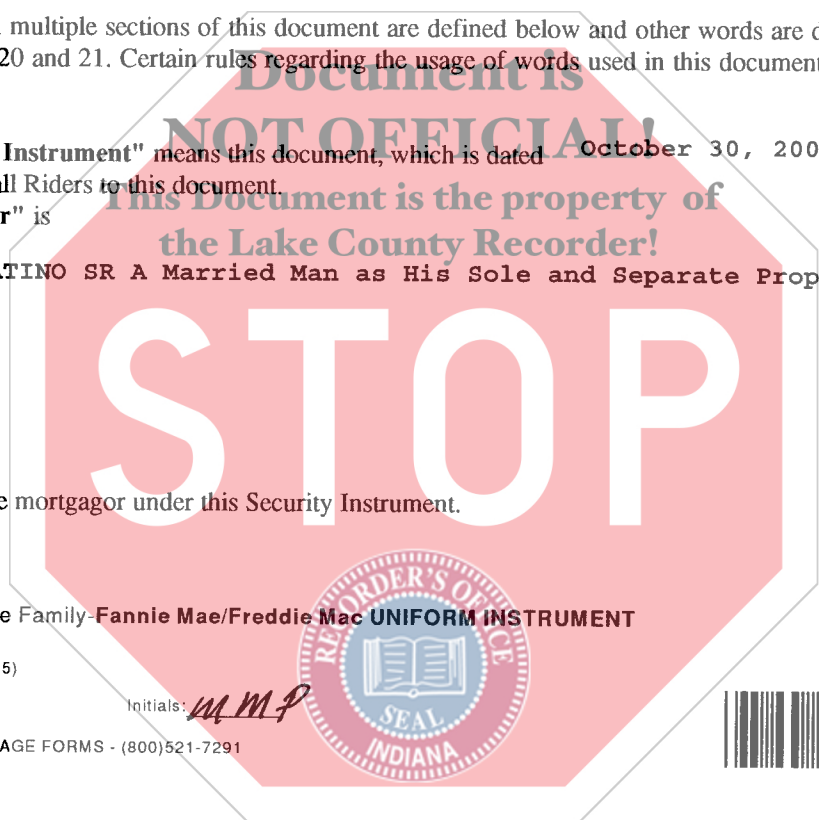 multiple sections of this document are defined below and other words are
20 and 21. Certain rules regarding the usage of words used in this document
Document is
NOT OFFICIAL!
Instrument" means this document, which is dated October 30, 200
ll Riders to this document.
This Document is the property of
r" is
the Lake County Recorder!
ATINO SR A Married Man as His Sole and Separate Prop
STOP
e mortgagor under this Security Instrument.
RECORDER'S OFFICE
e Family-Fannie Mae/Freddie Mac UNIFORM INSTRUMENT
5)
Initials: MMP
SEAL
INDIANA
AGE FORMS - (800)521-7291